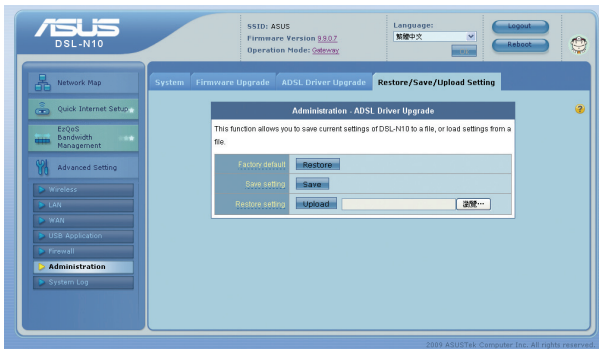 ASUS
DSL-N10
SSID: ASUS
Firmware Version 9.9.0.7
Operation Mode: Gateway
Language:
繁體中文
Logout
Reboot
Network Map
Quick Internet Setup
EzQoS
Bandwidth
Management
Advanced Setting
Wireless
LAN
WAN
USB Application
Firewall
Administration
System Log
System Firmware Upgrade ADSL Driver Upgrade Restore/Save/Upload Setting
Administration - ADSL Driver Upgrade
This function allows you to save current settings of DSL-N10 to a file, or load settings from a
file.
Factory default Restore
Save setting Save
Restore setting Upload 瀏覽…
2009 ASUSTek Computer Inc. All rights reserved.